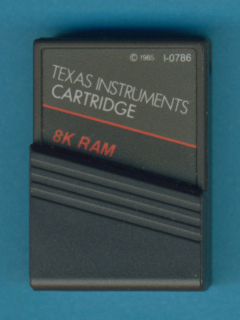 © 1985 I-0786
TEXAS INSTRUMENTS
CARTRIDGE
8K RAM